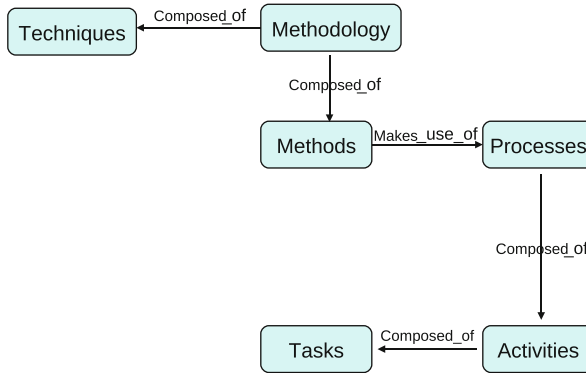 Composed_of
Techniques
Methodology
Composed_of
Makes_use_of
Methods
Processes
Composed_of
Composed_of
Tasks
Activities